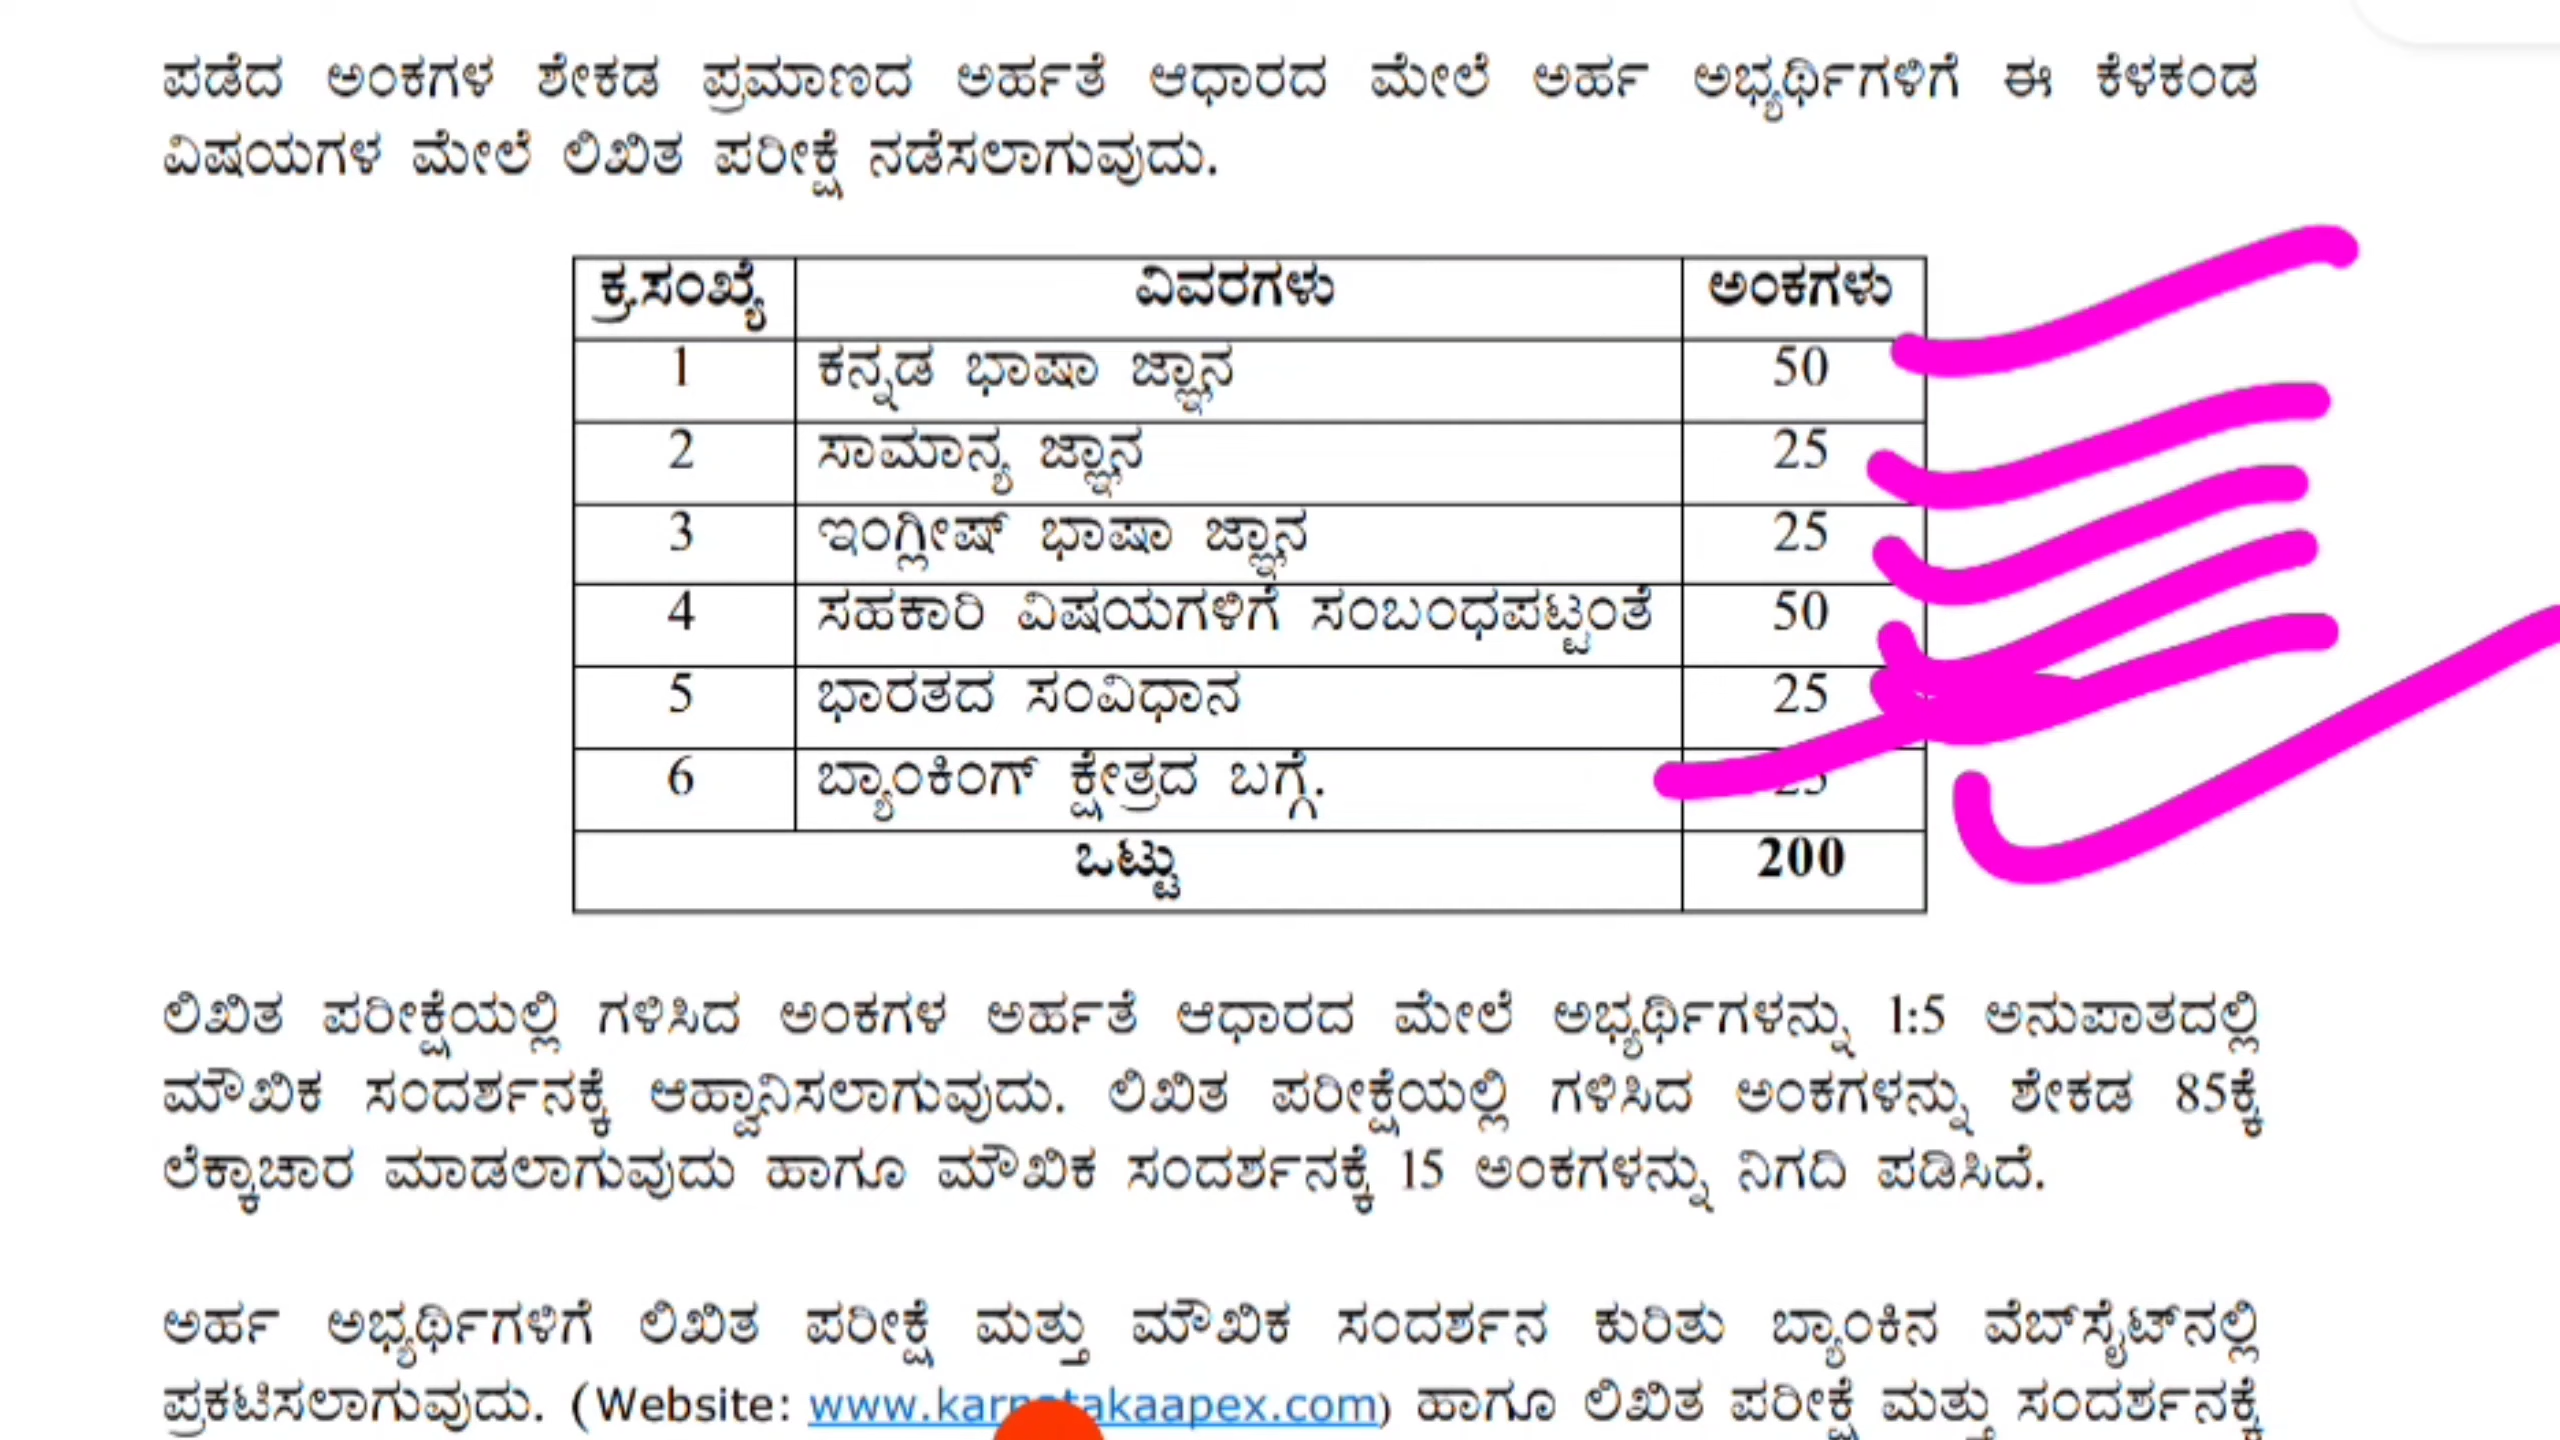 ಪಡೆದ ಅಂಕಗಳ ಶೇಕಡ ಪ್ರಮಾಣದ ಅರ್ಹತೆ ಆಧಾರದ ಮೇಲೆ ಅರ್ಹ ಅಭ್ಯರ್ಥಿಗಳಿಗೆ ಈ ಕೆಳಕಂಡ
ವಿಷಯಗಳ ಮೇಲೆ ಲಿಖಿತ ಪರೀಕ್ಷೆ ನಡೆಸಲಾಗುವುದು.
ಕ್ರ.ಸಂಖ್ಯೆ ವಿವರಗಳು ಅಂಕಗಳು
1 ಕನ್ನಡ ಭಾಷಾ ಜ್ಞಾನ 50
2 ಸಾಮಾನ್ಯ ಜ್ಞಾನ 25
3 ಇಂಗ್ಲೀಷ್ ಭಾಷಾ ಜ್ಞಾನ 25
4 ಸಹಕಾರಿ ವಿಷಯಗಳಿಗೆ ಸಂಬಂಧಪಟ್ಟಂತೆ 50
5 ಭಾರತದ ಸಂವಿಧಾನ 25
6 ಬ್ಯಾಂಕಿಂಗ್ ಕ್ಷೇತ್ರದ ಬಗ್ಗೆ. 25
ಒಟ್ಟು 200
ಲಿಖಿತ ಪರೀಕ್ಷೆಯಲ್ಲಿ ಗಳಿಸಿದ ಅಂಕಗಳ ಅರ್ಹತೆ ಆಧಾರದ ಮೇಲೆ ಅಭ್ಯರ್ಥಿಗಳನ್ನು 1:5 ಅನುಪಾತದಲ್ಲಿ
ಮೌಖಿಕ ಸಂದರ್ಶನಕ್ಕೆ ಆಹ್ವಾನಿಸಲಾಗುವುದು. ಲಿಖಿತ ಪರೀಕ್ಷೆಯಲ್ಲಿ ಗಳಿಸಿದ ಅಂಕಗಳನ್ನು ಶೇಕಡ 85ಕ್ಕೆ
ಲೆಕ್ಕಾಚಾರ ಮಾಡಲಾಗುವುದು ಹಾಗೂ ಮೌಖಿಕ ಸಂದರ್ಶನಕ್ಕೆ 15 ಅಂಕಗಳನ್ನು ನಿಗದಿ ಪಡಿಸಿದೆ.
ಅರ್ಹ ಅಭ್ಯರ್ಥಿಗಳಿಗೆ ಲಿಖಿತ ಪರೀಕ್ಷೆ ಮತ್ತು ಮೌಖಿಕ ಸಂದರ್ಶನ ಕುರಿತು ಬ್ಯಾಂಕಿನ ವೆಬ್‌ಸೈಟ್‌ನಲ್ಲಿ
ಪ್ರಕಟಿಸಲಾಗುವುದು. (Website: www.karnatakaapex.com) ಹಾಗೂ ಲಿಖಿತ ಪರೀಕ್ಷೆ ಮತ್ತು ಸಂದರ್ಶನಕ್ಕೆ